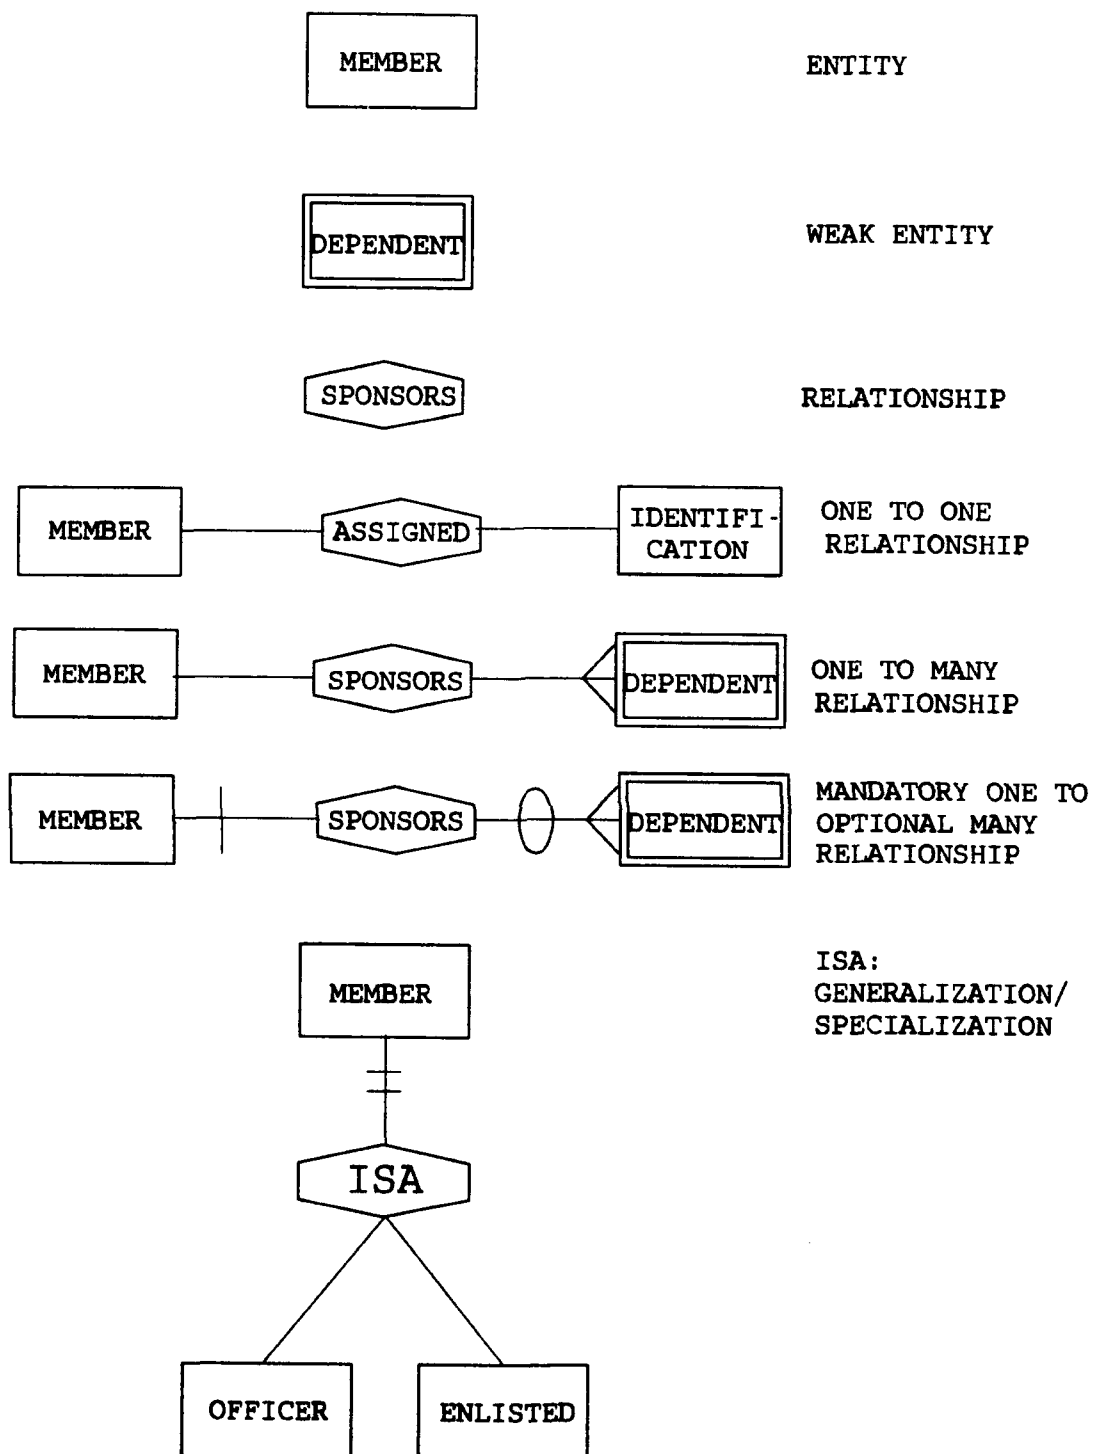 MEMBER
ENTITY
DEPENDENT
WEAK ENTITY
SPONSORS
RELATIONSHIP
MEMBER
ASSIGNED
IDENTIFI-
CATION
ONE TO ONE
RELATIONSHIP
MEMBER
SPONSORS
DEPENDENT
ONE TO MANY
RELATIONSHIP
MEMBER
SPONSORS
DEPENDENT
MANDATORY ONE TO
OPTIONAL MANY
RELATIONSHIP
MEMBER
ISA:
GENERALIZATION/
SPECIALIZATION
ISA
OFFICER
ENLISTED